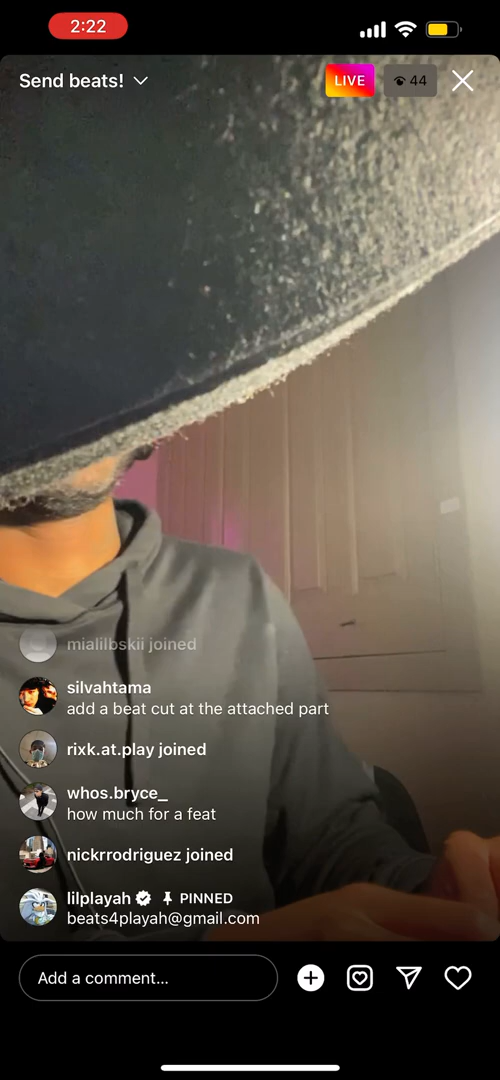 2:22
Send beats!
LIVE
44
mialilbskii joined
silvahtama
add a beat cut at the attached part
rixk.at.play joined
whos.bryce_
how much for a feat
nickrrodriguez joined
lilplayah PINNED
beats4playah@gmail.com
Add a comment...